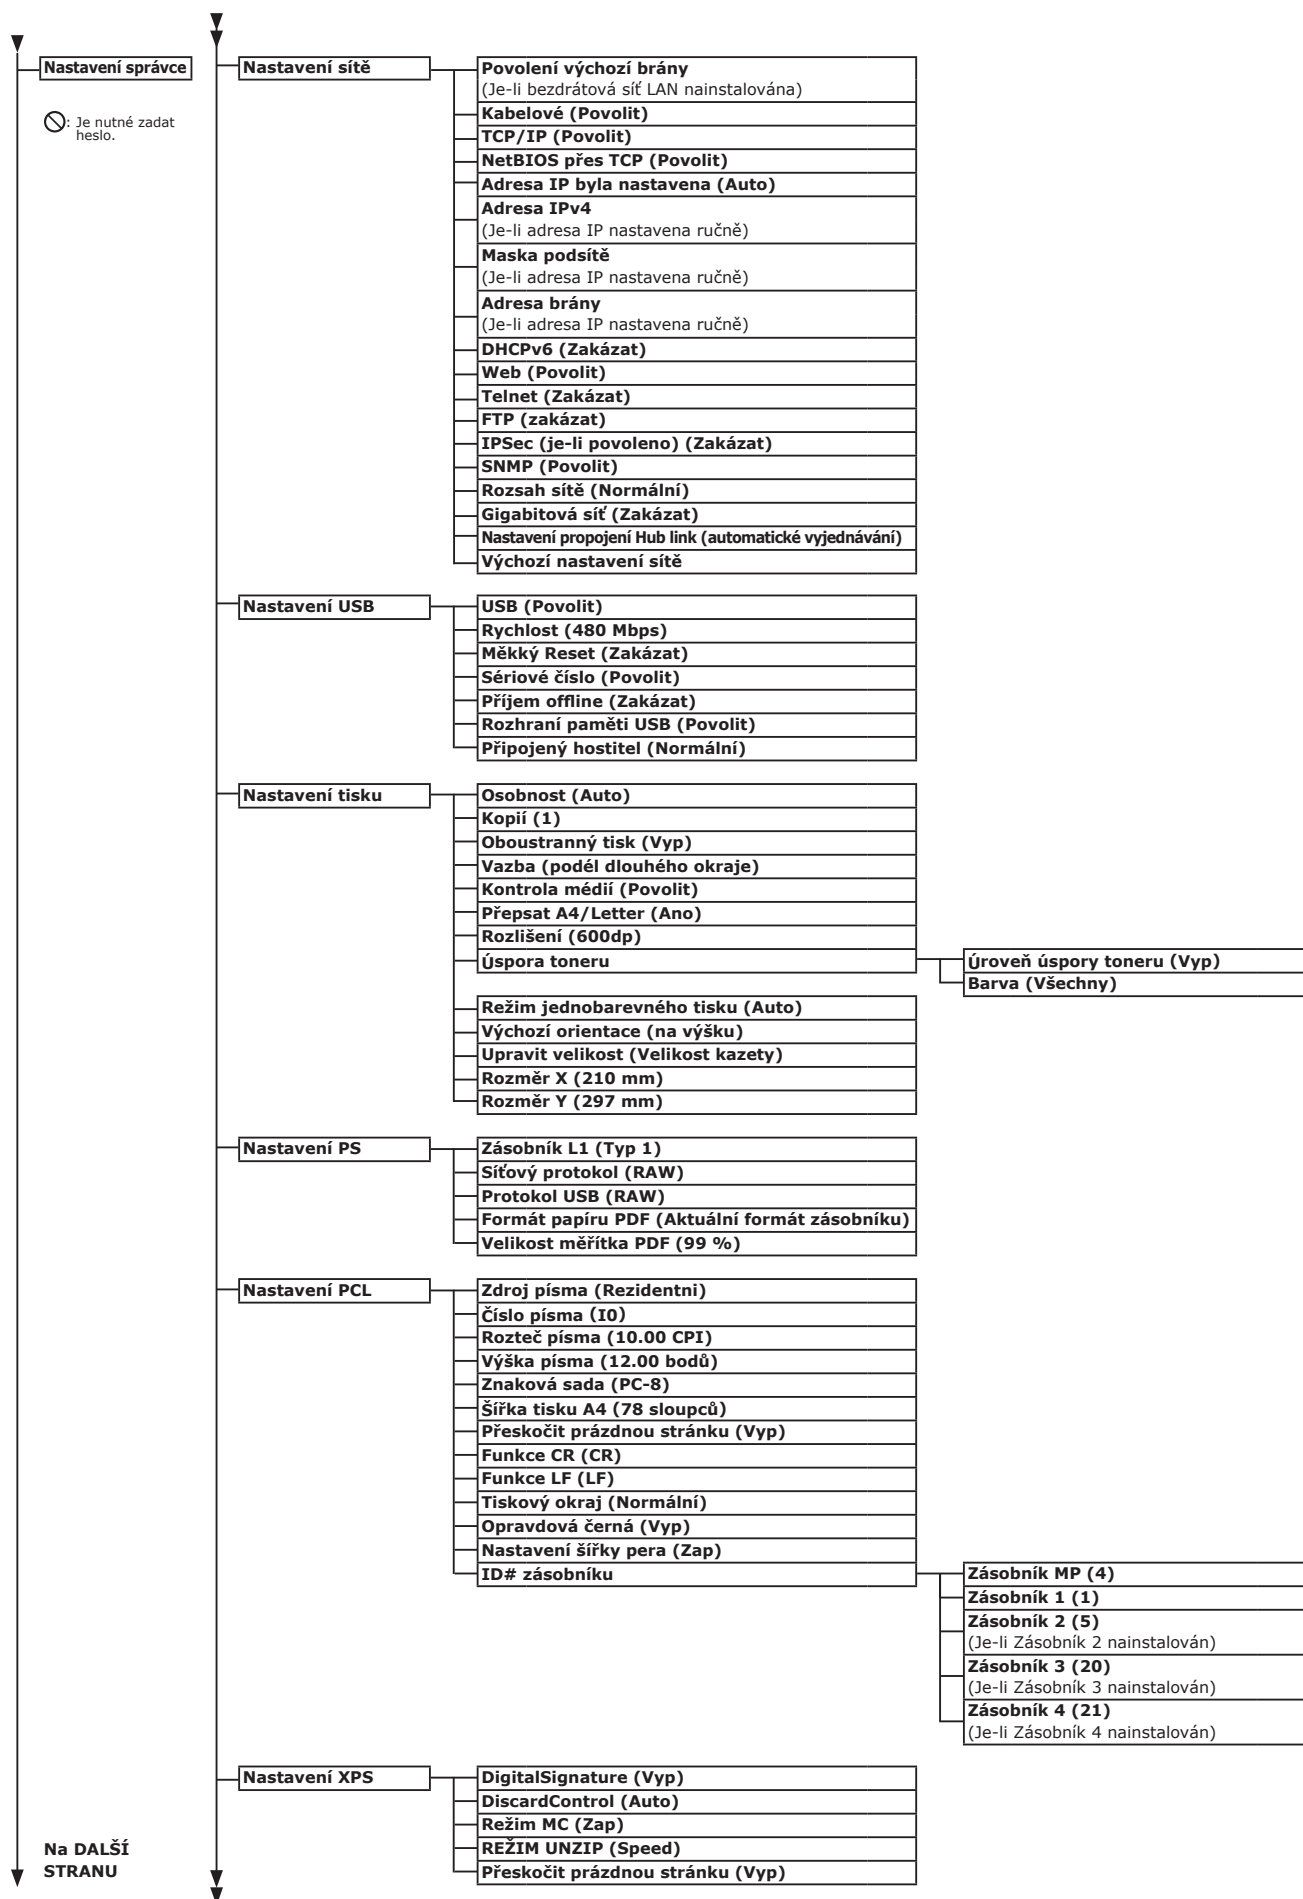 Nastavení správce
: Je nutné zadat
heslo.
Nastavení sítě
Povolení výchozí brány
(Je-li bezdrátová síť LAN nainstalována)
Kabelové (Povolit)
TCP/IP (Povolit)
NetBIOS přes TCP (Povolit)
Adresa IP byla nastavena (Auto)
Adresa IPv4
(Je-li adresa IP nastavena ručně)
Maska podsítě
(Je-li adresa IP nastavena ručně)
Adresa brány
(Je-li adresa IP nastavena ručně)
DHCPv6 (Zakázat)
Web (Povolit)
Telnet (Zakázat)
FTP (zakázat)
IPSec (je-li povoleno) (Zakázat)
SNMP (Povolit)
Rozsah sítě (Normální)
Gigabitová síť (Zakázat)
Nastavení propojení Hub link (automatické vyjednávání)
Výchozí nastavení sítě
Nastavení USB
USB (Povolit)
Rychlost (480 Mbps)
Měkký Reset (Zakázat)
Sériové číslo (Povolit)
Příjem offline (Zakázat)
Rozhraní paměti USB (Povolit)
Připojený hostitel (Normální)
Nastavení tisku
Osobnost (Auto)
Kopií (1)
Oboustranný tisk (Vyp)
Vazba (podél dlouhého okraje)
Kontrola médií (Povolit)
Přepsat A4/Letter (Ano)
Rozlišení (600dp)
Úspora toneru
Úroveň úspory toneru (Vyp)
Barva (Všechny)
Režim jednobarevného tisku (Auto)
Výchozí orientace (na výšku)
Upravit velikost (Velikost kazety)
Rozměr X (210 mm)
Rozměr Y (297 mm)
Nastavení PS
Zásobník L1 (Typ 1)
Síťový protokol (RAW)
Protokol USB (RAW)
Formát papíru PDF (Aktuální formát zásobníku)
Velikost měřítka PDF (99 %)
Nastavení PCL
Zdroj písma (Rezidentni)
Číslo písma (I0)
Rozteč písma (10.00 CPI)
Výška písma (12.00 bodů)
Znaková sada (PC-8)
Šířka tisku A4 (78 sloupců)
Přeskočit prázdnou stránku (Vyp)
Funkce CR (CR)
Funkce LF (LF)
Tiskový okraj (Normální)
Opravdová černá (Vyp)
Nastavení šířky pera (Zap)
ID# zásobníku
Zásobník MP (4)
Zásobník 1 (1)
Zásobník 2 (5)
(Je-li Zásobník 2 nainstalován)
Zásobník 3 (20)
(Je-li Zásobník 3 nainstalován)
Zásobník 4 (21)
(Je-li Zásobník 4 nainstalován)
Nastavení XPS
DigitalSignature (Vyp)
DiscardControl (Auto)
Režim MC (Zap)
REŽIM UNZIP (Speed)
Přeskočit prázdnou stránku (Vyp)
Na DALŠÍ
STRANU